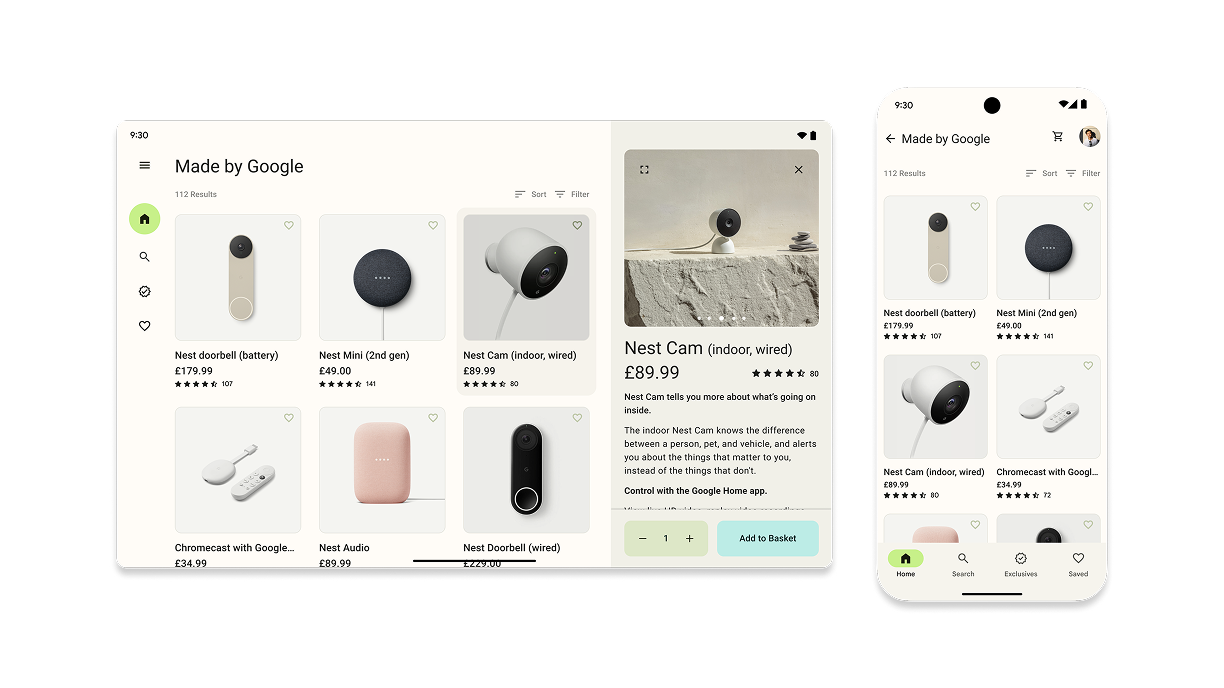 9:30
Made by Google
112 Results
Sort
Filter
Nest doorbell (battery)
£179.99
107
Nest Mini (2nd gen)
£49.00
141
Nest Cam (indoor, wired)
£89.99
80
Chromecast with Google...
£34.99
Nest Audio
£89.99
Nest Doorbell (wired)
£229.00
Nest Cam (indoor, wired)
£89.99
80
Nest Cam tells you more about what's going on
inside.
The indoor Nest Cam knows the difference
between a person, pet, and vehicle, and alerts
you about the things that matter to you,
instead of the things that don't.
Control with the Google Home app.
1
Add to Basket
9:30
Made by Google
112 Results
Sort
Filter
Nest doorbell (battery)
£179.99
107
Nest Mini (2nd gen)
£49.00
141
Nest Cam (indoor, wired)
£89.99
80
Chromecast with Googl...
£34.99
72
Home
Search
Exclusives
Saved